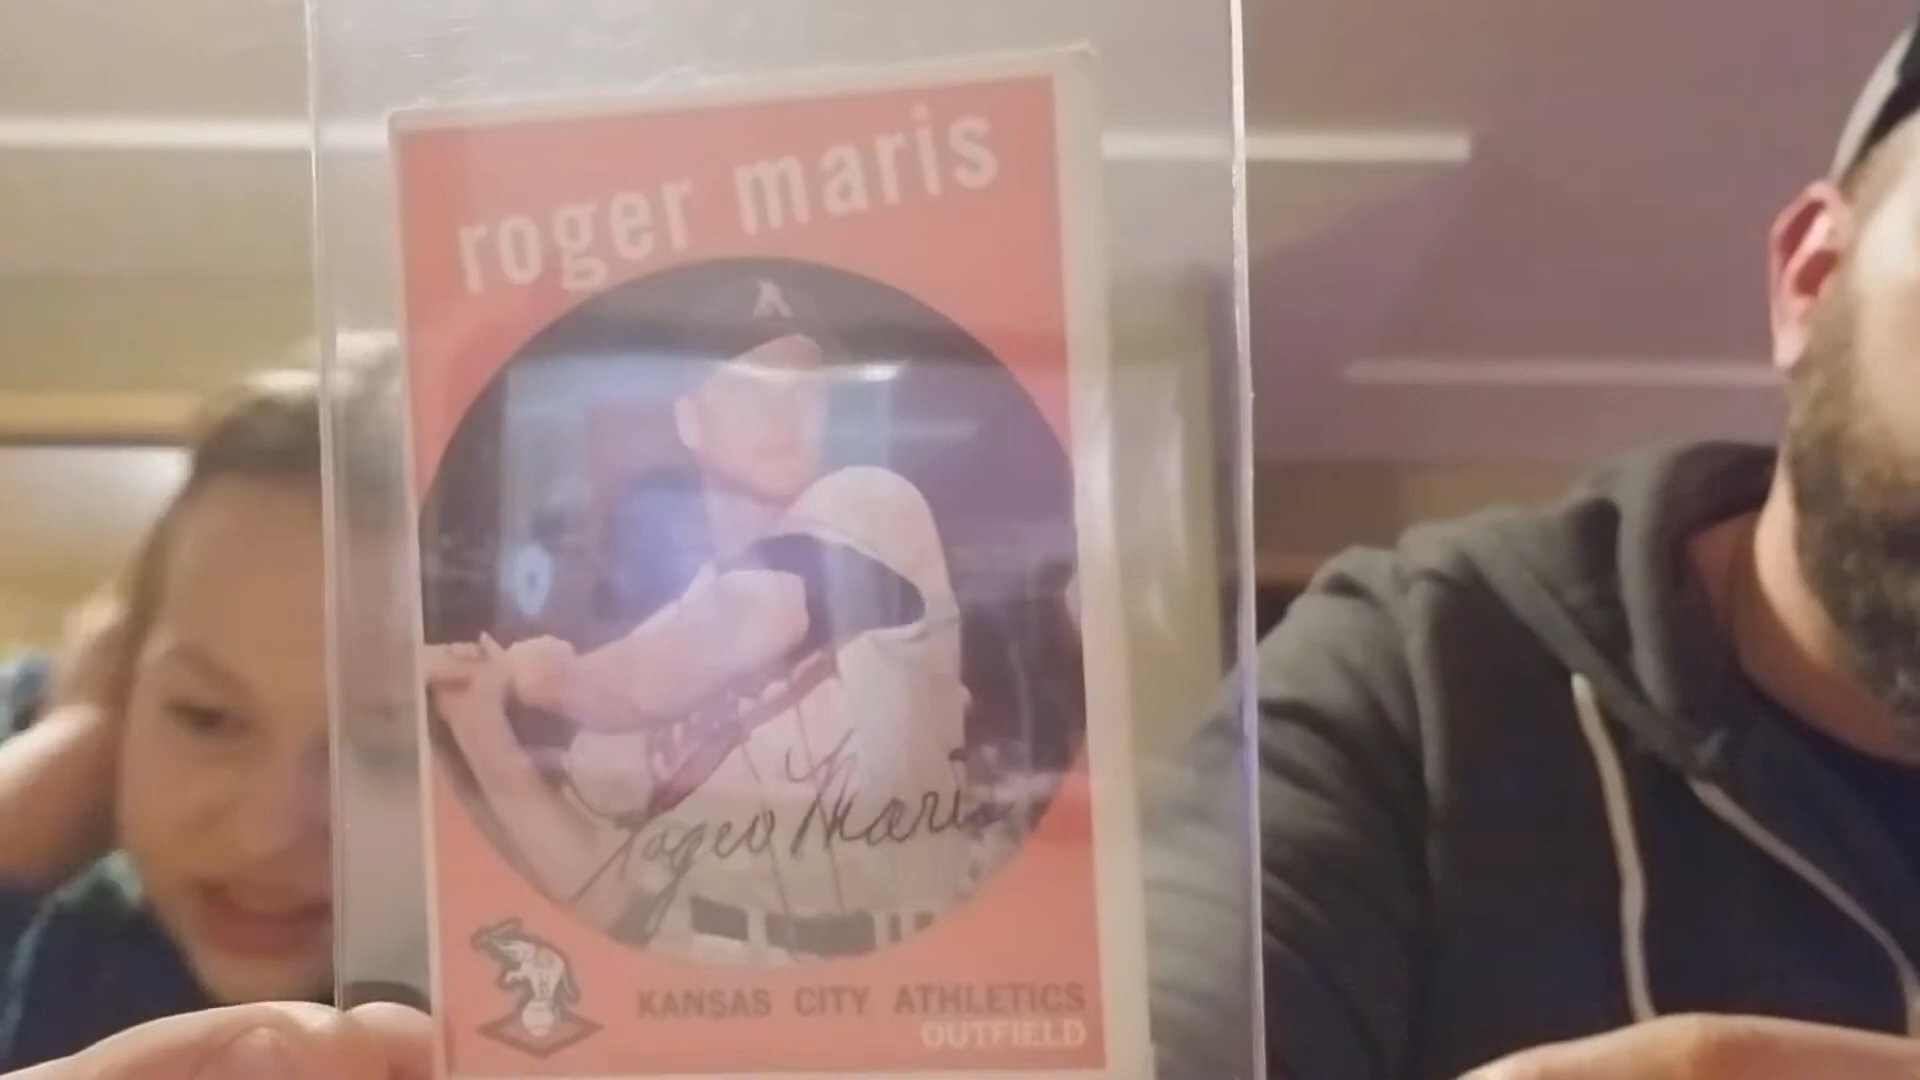 roger maris
A
Roger Maris
KANSAS CITY ATHLETICS
OUTFIELD